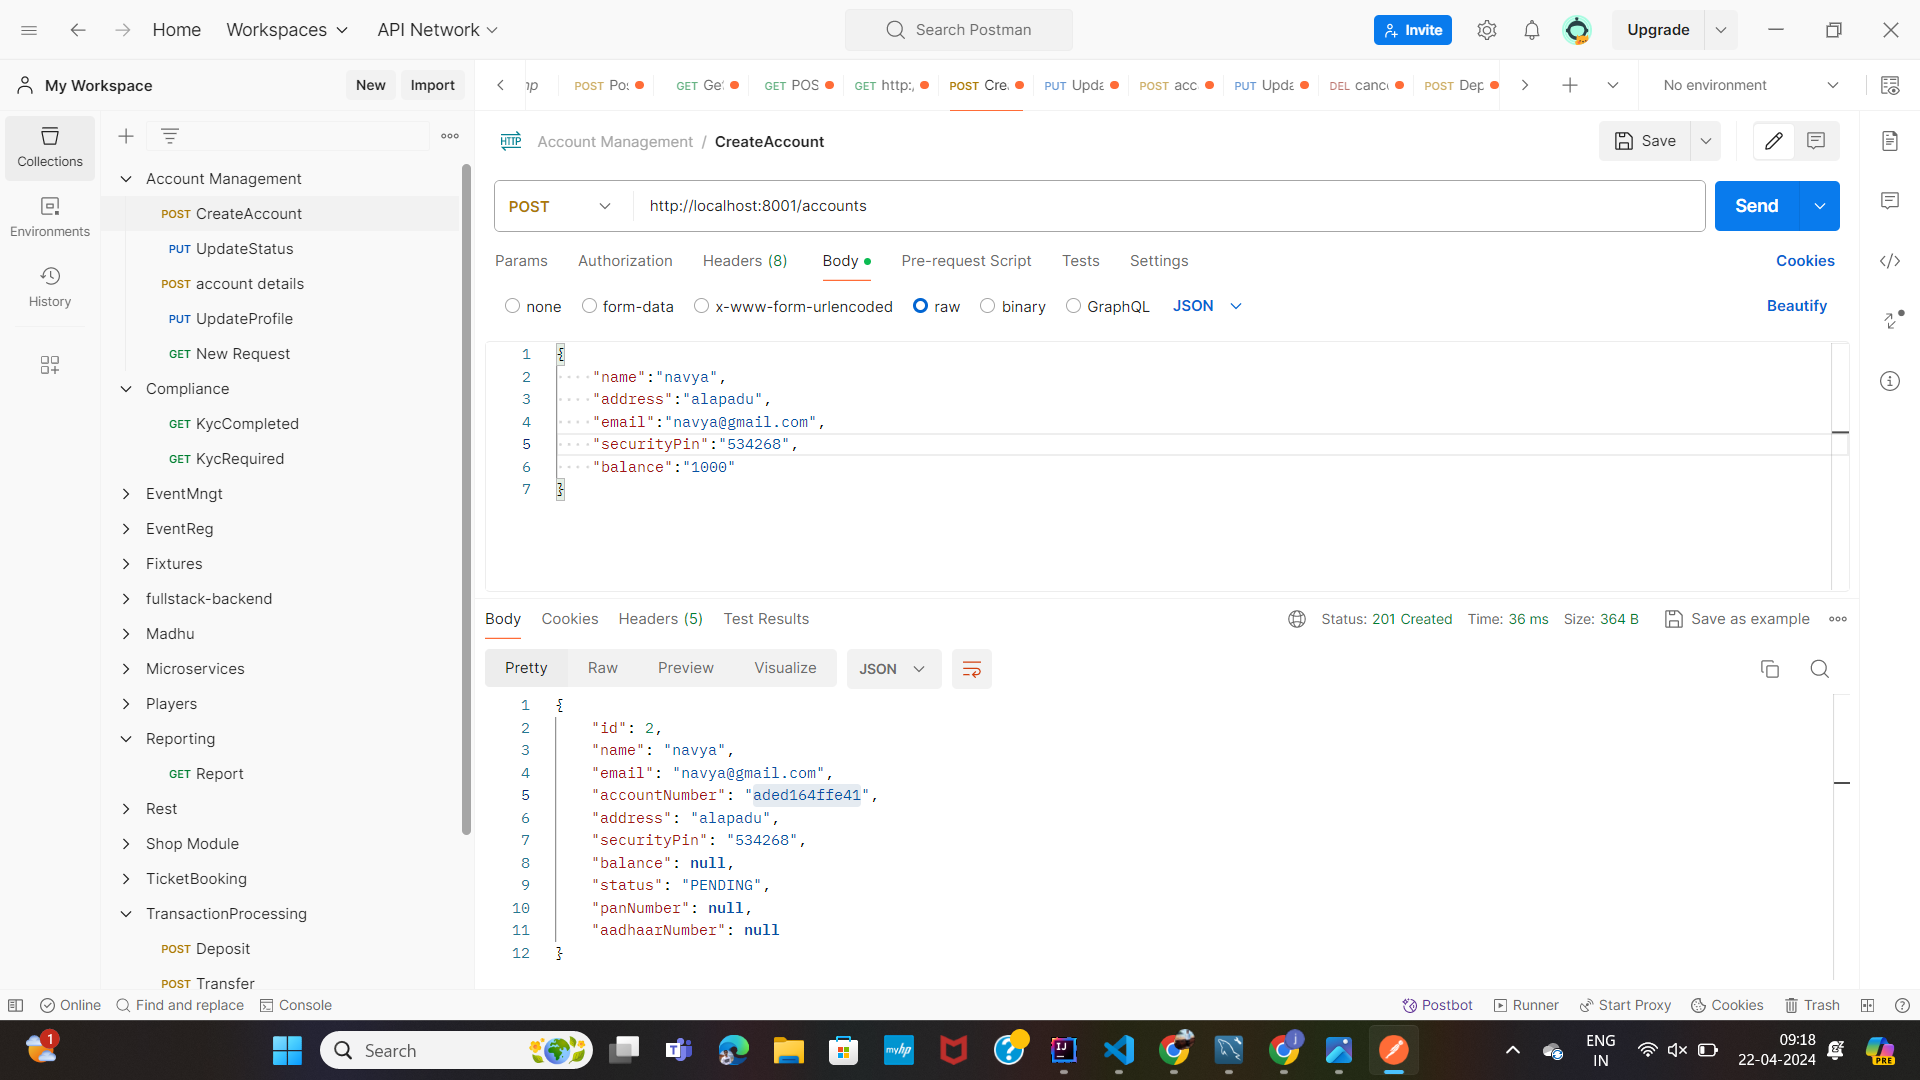 Home Workspaces API Network Search Postman Invite Upgrade
My Workspace New Import
np POST Po: GET Ge POS GET http:, POST Cre PUT Upda POST acc PUT Upda DEL canc POST Dep No environment
Collections
Environments
History
Account Management
POST CreateAccount
PUT UpdateStatus
POST account details
PUT UpdateProfile
GET New Request
Compliance
GET KycCompleted
GET KycRequired
EventMngt
EventReg
Fixtures
fullstack-backend
Madhu
Microservices
Players
Reporting
GET Report
Rest
Shop Module
TicketBooking
TransactionProcessing
POST Deposit
POST Transfer
HTTP Account Management / CreateAccount Save
POST http://localhost:8001/accounts Send
Params Authorization Headers (8) Body Pre-request Script Tests Settings Cookies
none form-data x-www-form-urlencoded raw binary GraphQL JSON Beautify
1 {
2 "name":"navya",
3 "address":"alapadu",
4 "email":"navya@gmail.com",
5 "securityPin":"534268",
6 "balance":"1000"
7 }
Body Cookies Headers (5) Test Results Status: 201 Created Time: 36 ms Size: 364 B Save as example
Pretty Raw Preview Visualize JSON
1 {
2 "id": 2,
3 "name": "navya",
4 "email": "navya@gmail.com",
5 "accountNumber": "aded164ffe41",
6 "address": "alapadu",
7 "securityPin": "534268",
8 "balance": null,
9 "status": "PENDING",
10 "panNumber": null,
11 "aadhaarNumber": null
12 }
Online Find and replace Console Postbot Runner Start Proxy Cookies Trash
1 Search myhp ENG 09:18
IN 22-04-2024 PRE